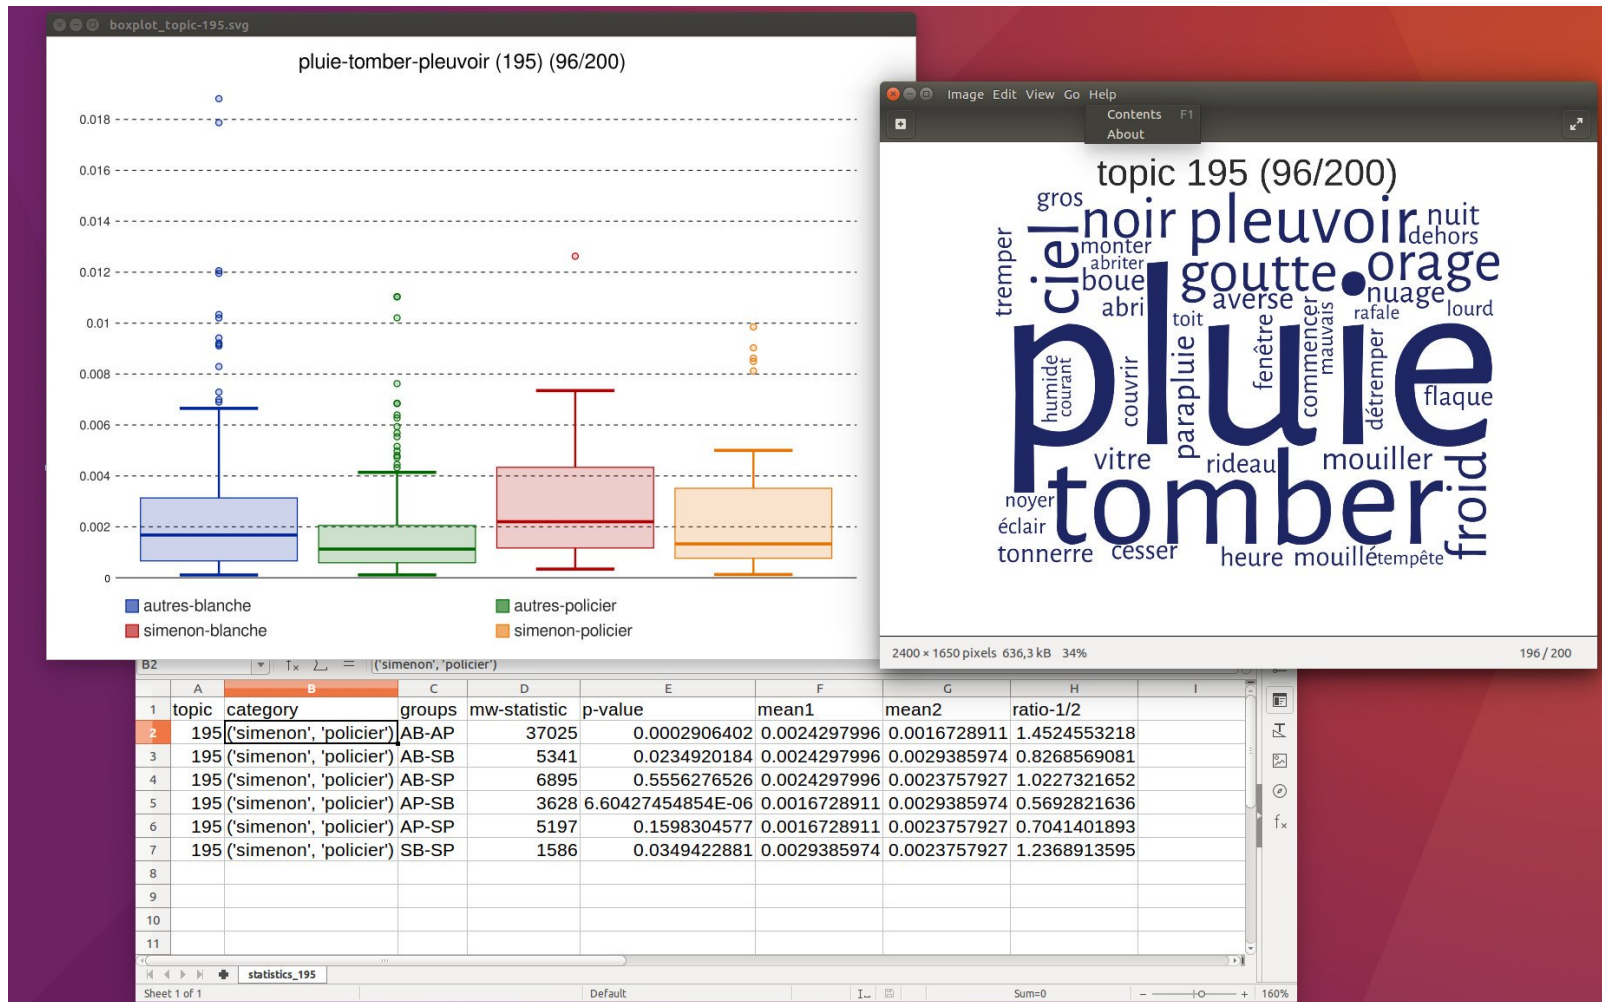 boxplot_topic-195.svg
pluie-tomber-pleuvoir (195) (96/200)
0.018
0.016
0.014
0.012
0.01
0.008
0.006
0.004
0.002
0
autres-blanche
autres-policier
simenon-blanche
simenon-policier
Image Edit View Go Help
Contents F1
About
topic 195 (96/200)
gros
noir
pleuvoir
nuit
dehors
tremper
ciel
monter
abriter
boue
abri
goutte
averse
orage
nuage
rafale
lourd
toit
pluie
humide
courant
couvrir
parapluie
fenêtre
commencer
mauvais
détremper
flaque
vitre
rideau
mouiller
froid
noyer
éclair
tomber
tonnerre
cesser
heure
mouillé
tempête
2400 × 1650 pixels 636,3 kB 34%
196 / 200
B2 ('simenon', 'policier')
A B C D E F G H I
1 topic category groups mw-statistic p-value mean1 mean2 ratio-1/2
2 195 ('simenon', 'policier') AB-AP 37025 0.0002906402 0.0024297996 0.0016728911 1.4524553218
3 195 ('simenon', 'policier') AB-SB 5341 0.0234920184 0.0024297996 0.0029385974 0.8268569081
4 195 ('simenon', 'policier') AB-SP 6895 0.5556276526 0.0024297996 0.0023757927 1.0227321652
5 195 ('simenon', 'policier') AP-SB 3628 6.60427454854E-06 0.0016728911 0.0029385974 0.5692821636
6 195 ('simenon', 'policier') AP-SP 5197 0.1598304577 0.0016728911 0.0023757927 0.7041401893
7 195 ('simenon', 'policier') SB-SP 1586 0.0349422881 0.0029385974 0.0023757927 1.2368913595
8
9
10
11
statistics_195
Sheet 1 of 1 Default Sum=0 160%